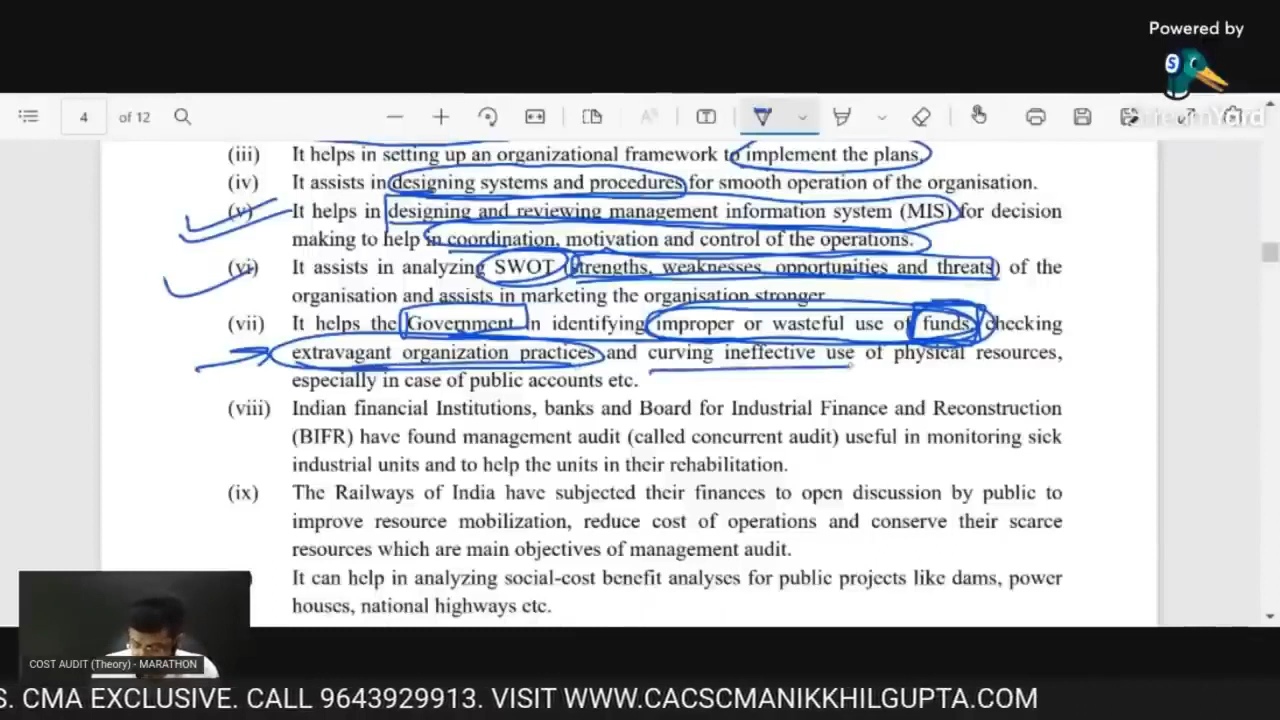 Powered by
S
StreamYard
4 of 12
(iii) It helps in setting up an organizational framework to implement the plans.
(iv) It assists in designing systems and procedures for smooth operation of the organisation.
(v) It helps in designing and reviewing management information system (MIS) for decision
making to help in coordination, motivation and control of the operations.
(vi) It assists in analyzing SWOT (strengths, weaknesses, opportunities and threats) of the
organisation and assists in marketing the organisation stronger.
(vii) It helps the Government in identifying improper or wasteful use of funds, checking
extravagant organization practices and curving ineffective use of physical resources,
especially in case of public accounts etc.
(viii) Indian financial Institutions, banks and Board for Industrial Finance and Reconstruction
(BIFR) have found management audit (called concurrent audit) useful in monitoring sick
industrial units and to help the units in their rehabilitation.
(ix) The Railways of India have subjected their finances to open discussion by public to
improve resource mobilization, reduce cost of operations and conserve their scarce
resources which are main objectives of management audit.
It can help in analyzing social-cost benefit analyses for public projects like dams, power
houses, national highways etc.
COST AUDIT (Theory) - MARATHON
S. CMA EXCLUSIVE. CALL 9643929913. VISIT WWW.CACSCMANIKKHILGUPTA.COM